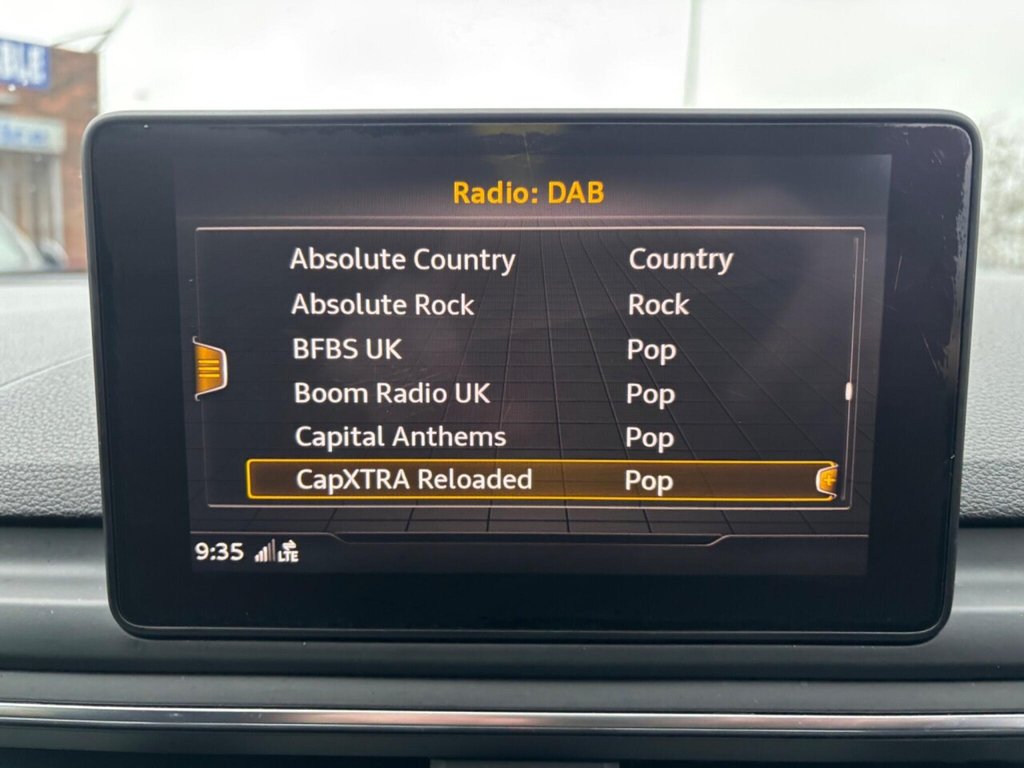 Radio: DAB
Absolute Country Country
Absolute Rock Rock
BFBS UK Pop
Boom Radio UK Pop
Capital Anthems Pop
CapXTRA Reloaded Pop
9:35 LTE